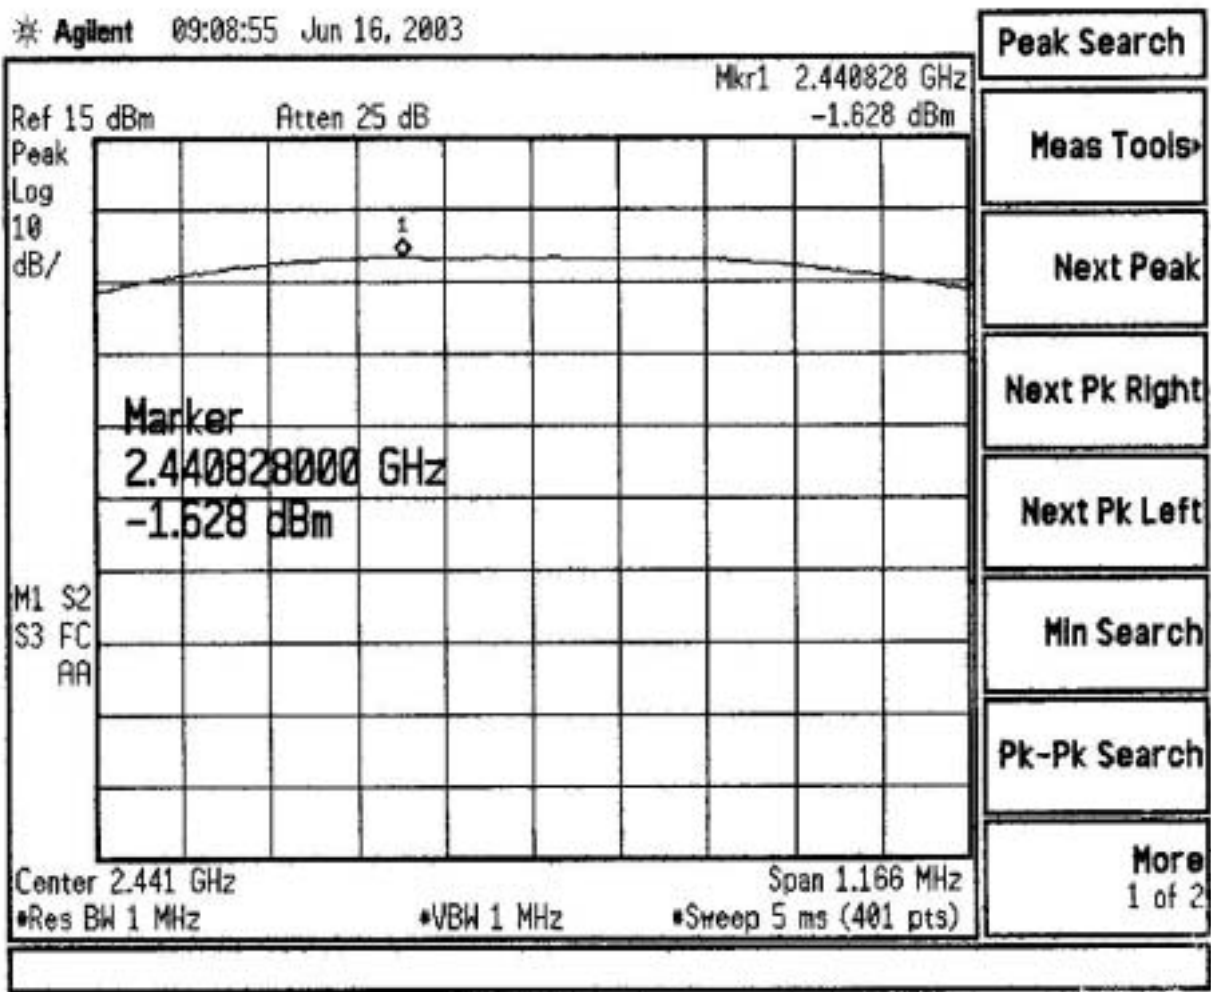 Agilent 09:08:55 Jun 16, 2003
Peak Search
Mkr1 2.440828 GHz
Ref 15 dBm Atten 25 dB -1.628 dBm
Peak
Log
10
dB/
1
Marker
2.440828000 GHz
-1.628 dBm
M1 S2
S3 FC
AA
Center 2.441 GHz Span 1.166 MHz
*Res BW 1 MHz *VBW 1 MHz *Sweep 5 ms (401 pts)
Meas Tools
Next Peak
Next Pk Right
Next Pk Left
Min Search
Pk-Pk Search
More
1 of 2